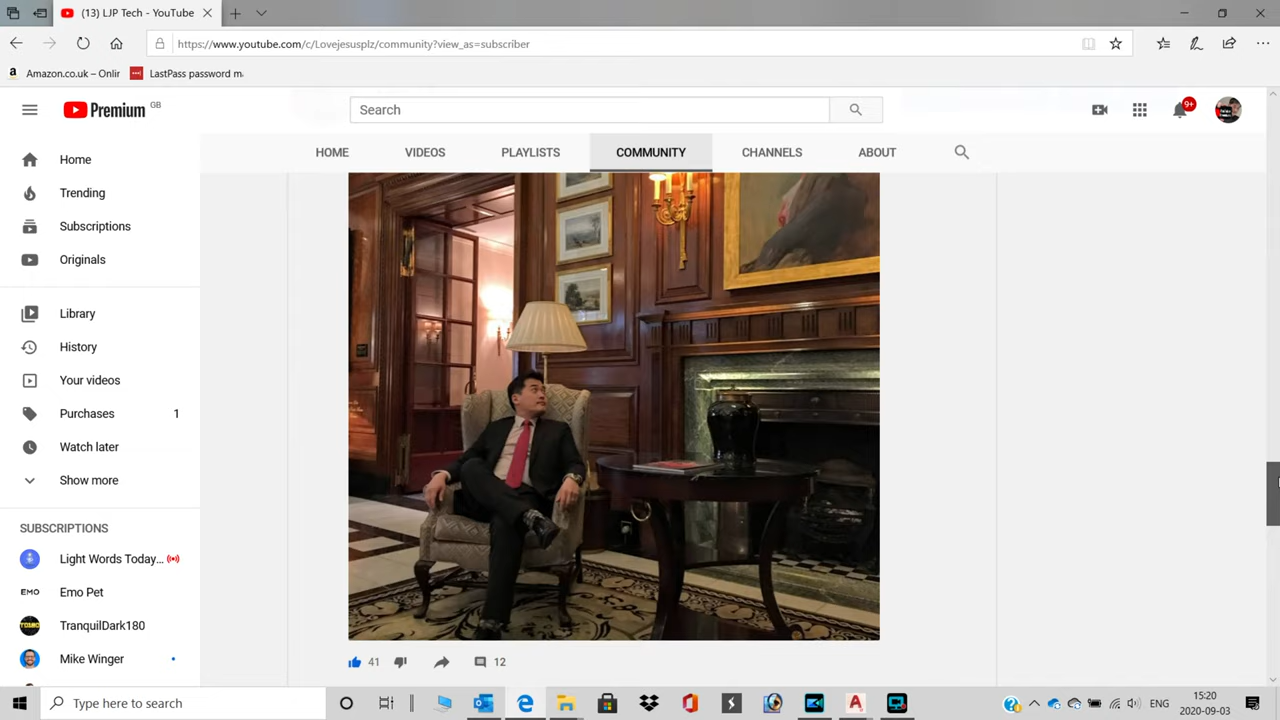 (13) LJP Tech - YouTube
https://www.youtube.com/c/Lovejesusplz/community?view_as=subscriber
Amazon.co.uk – Onlin
LastPass password ma
Premium GB
Search
9+
HOME VIDEOS PLAYLISTS COMMUNITY CHANNELS ABOUT
Home
Trending
Subscriptions
Originals
Library
History
Your videos
Purchases 1
Watch later
Show more
SUBSCRIPTIONS
Light Words Today...
EMO Emo Pet
TranquilDark180
Mike Winger
41 12
Type here to search
ENG
15:20
2020-09-03